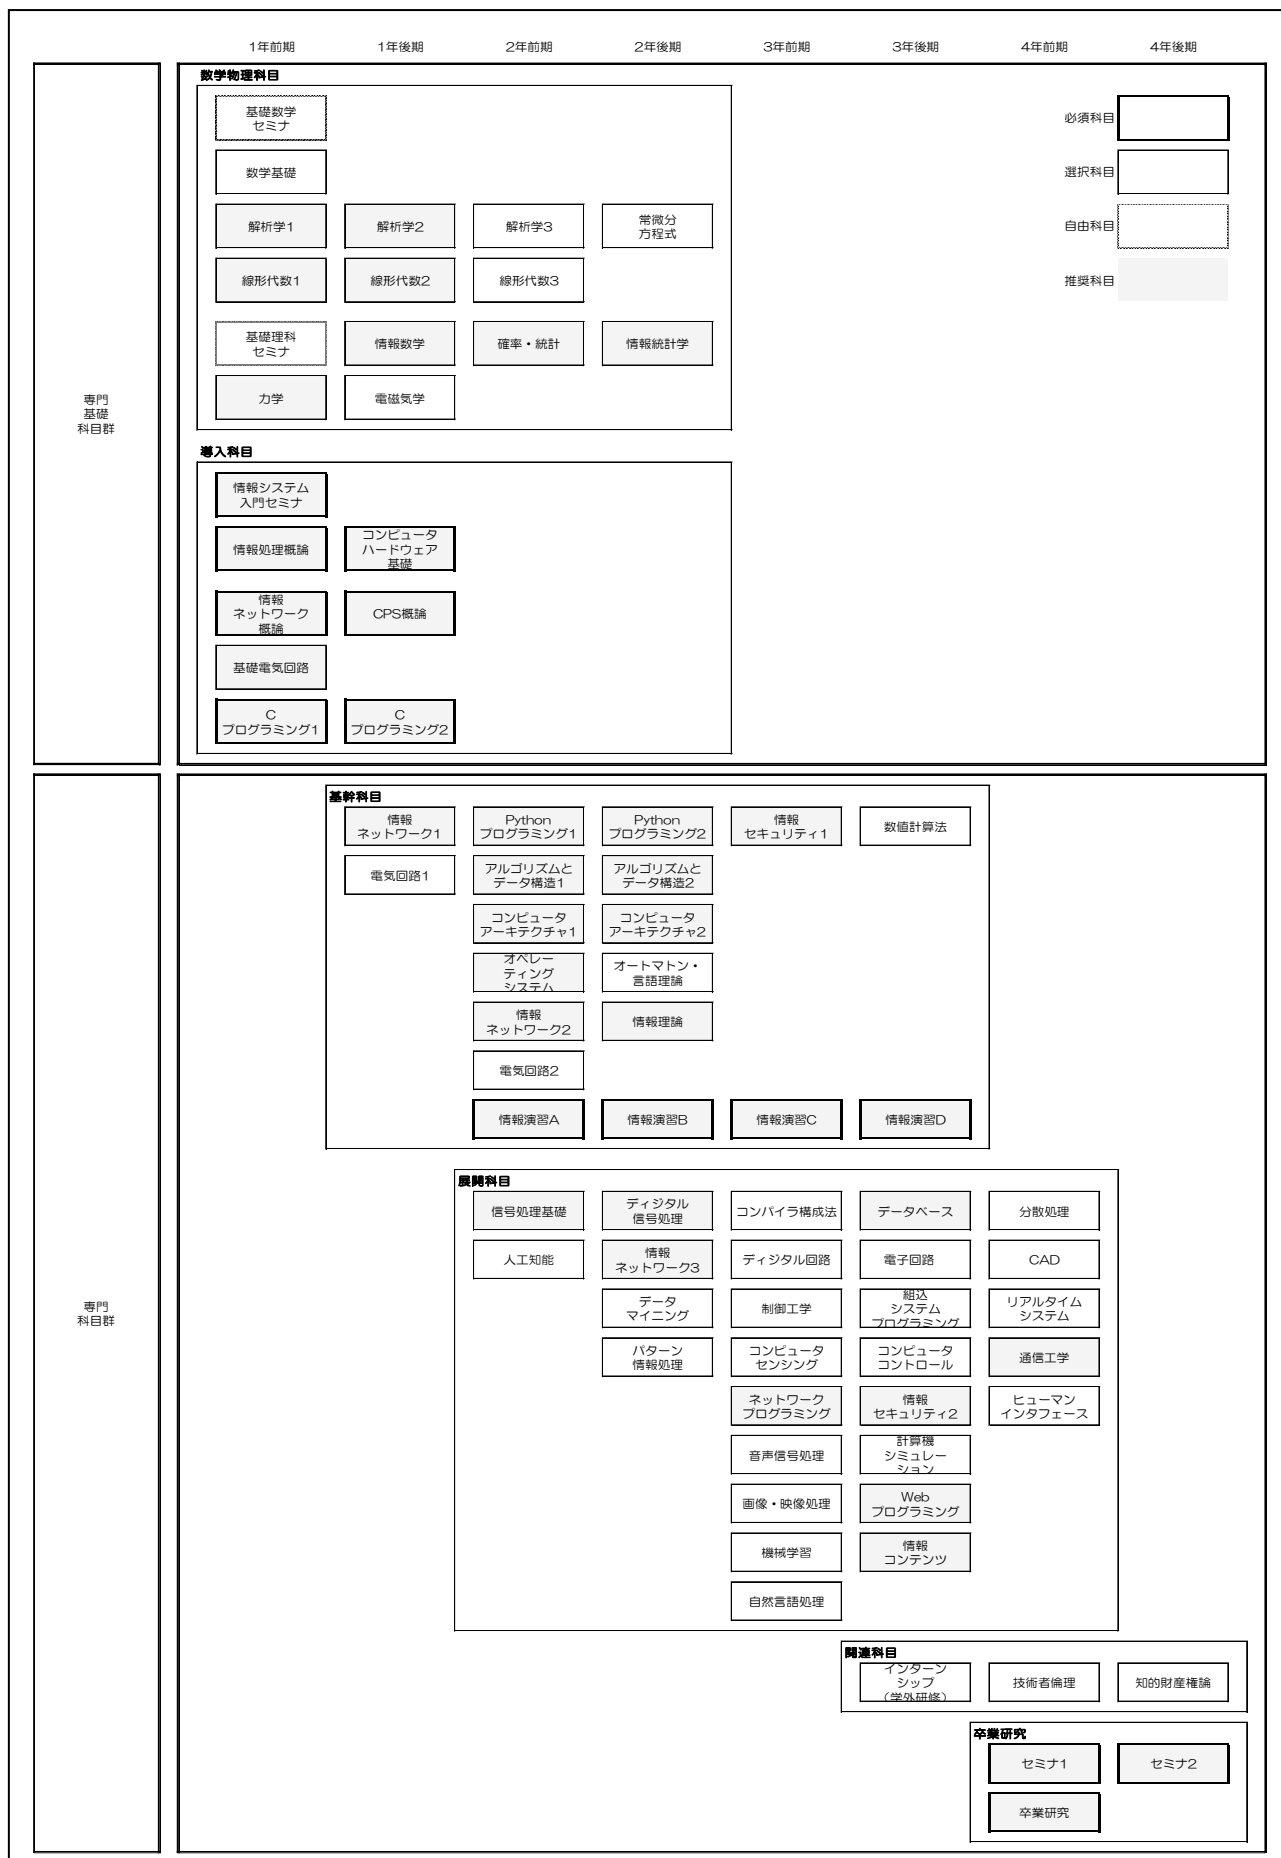 1年前期
1年後期
2年前期
2年後期
3年前期
3年後期
4年前期
4年後期
専門
基礎
科目群
数学物理科目
基礎数学
セミナ
数学基礎
解析学1
解析学2
解析学3
常微分
方程式
線形代数1
線形代数2
線形代数3
基礎理科
セミナ
情報数学
確率・統計
情報統計学
力学
電磁気学
必須科目
選択科目
自由科目
推奨科目
導入科目
情報システム
入門セミナ
情報処理概論
コンピュータ
ハードウェア
基礎
情報
ネットワーク
概論
CPS概論
基礎電気回路
C
プログラミング1
C
プログラミング2
専門
科目群
基幹科目
情報
ネットワーク1
Python
プログラミング1
Python
プログラミング2
情報
セキュリティ1
数値計算法
電気回路1
アルゴリズムと
データ構造1
アルゴリズムと
データ構造2
コンピュータ
アーキテクチャ1
コンピュータ
アーキテクチャ2
オペレー
ティング
システム
オートマトン・
言語理論
情報
ネットワーク2
情報理論
電気回路2
情報演習A
情報演習B
情報演習C
情報演習D
展開科目
信号処理基礎
ディジタル
信号処理
コンパイラ構成法
データベース
分散処理
人工知能
情報
ネットワーク3
ディジタル回路
電子回路
CAD
データ
マイニング
制御工学
組込
システム
プログラミング
リアルタイム
システム
パターン
情報処理
コンピュータ
センシング
コンピュータ
コントロール
通信工学
ネットワーク
プログラミング
情報
セキュリティ2
ヒューマン
インタフェース
音声信号処理
計算機
シミュレー
ション
画像・映像処理
Web
プログラミング
機械学習
情報
コンテンツ
自然言語処理
関連科目
インターン
シップ
（学外研修）
技術者倫理
知的財産権論
卒業研究
セミナ1
セミナ2
卒業研究